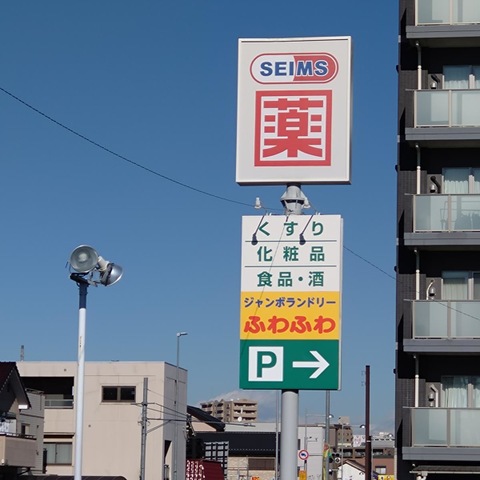 SEIMS
薬
くすり
化粧品
食品・酒
ジャンボランドリー
ふわふわ
P →